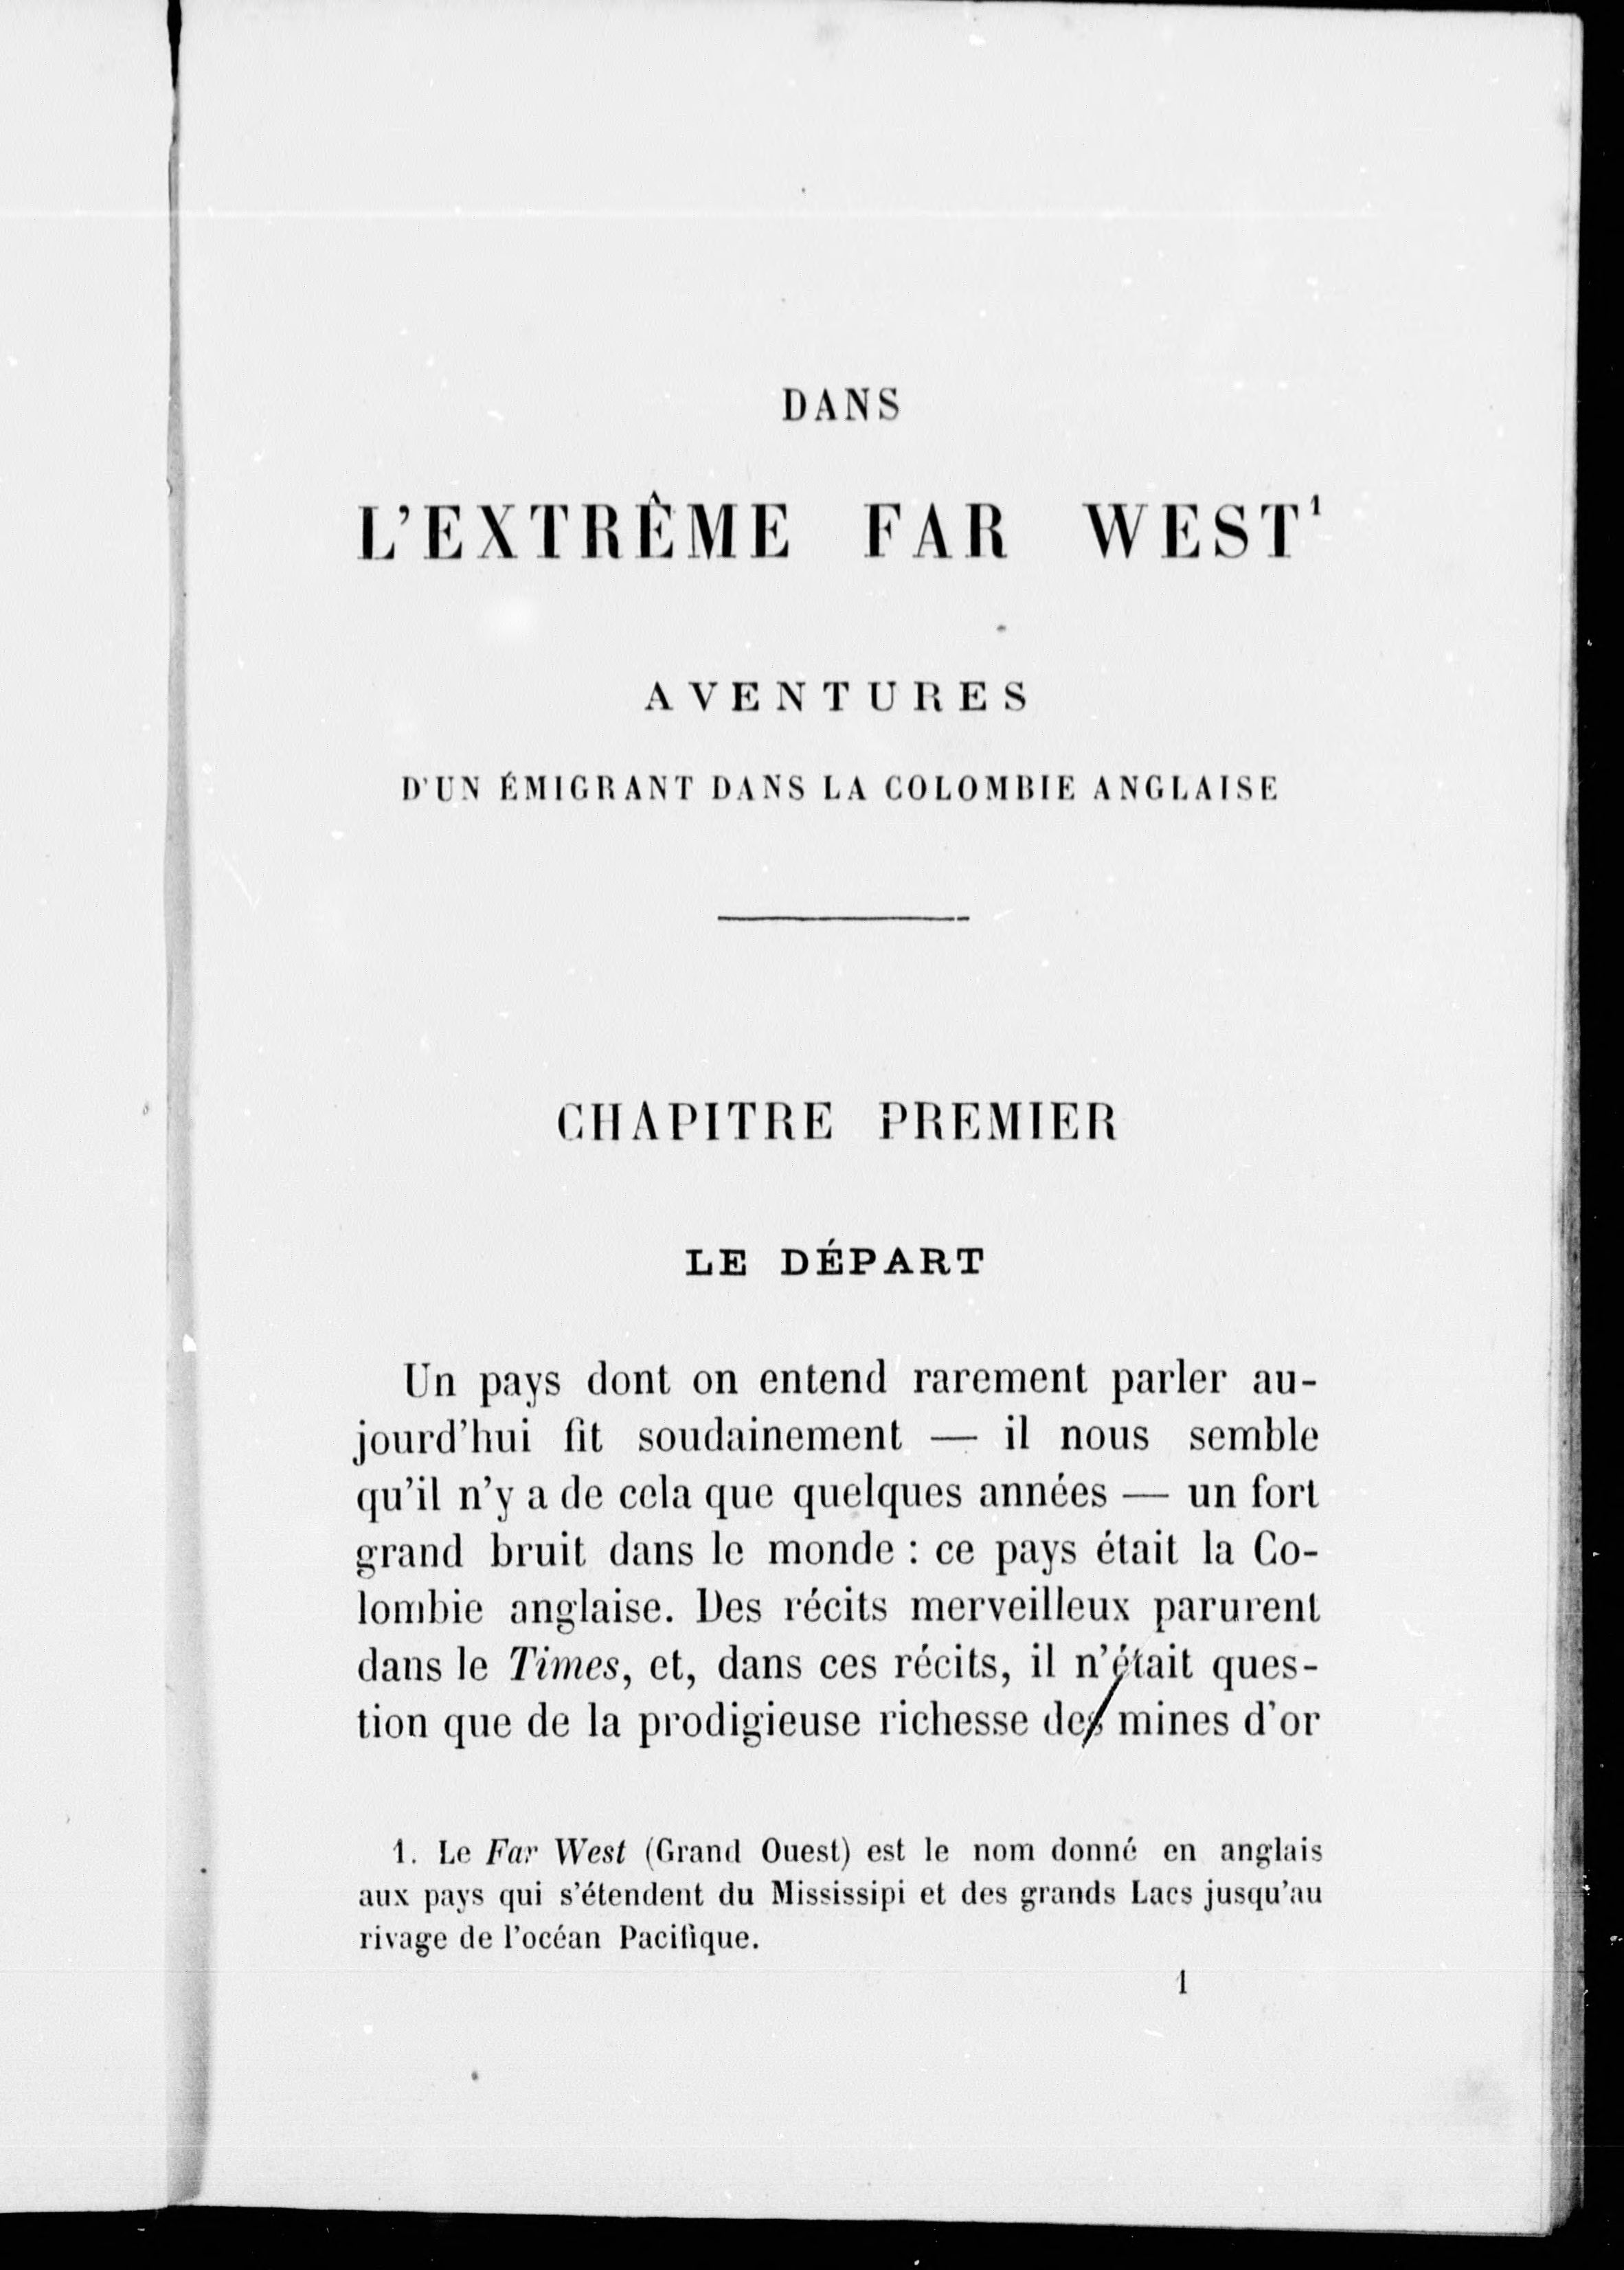 DANS
L'EXTRÊME FAR WEST¹
AVENTURES
D'UN ÉMIGRANT DANS LA COLOMBIE ANGLAISE
CHAPITRE PREMIER
LE DÉPART
Un pays dont on entend rarement parler au-
jourd'hui fit soudainement — il nous semble
qu'il n'y a de cela que quelques années — un fort
grand bruit dans le monde : ce pays était la Co-
lombie anglaise. Des récits merveilleux parurent
dans le Times, et, dans ces récits, il n'était ques-
tion que de la prodigieuse richesse des mines d'or
1. Le Far West (Grand Ouest) est le nom donné en anglais
aux pays qui s'étendent du Mississipi et des grands Lacs jusqu'au
rivage de l'océan Pacifique.
1